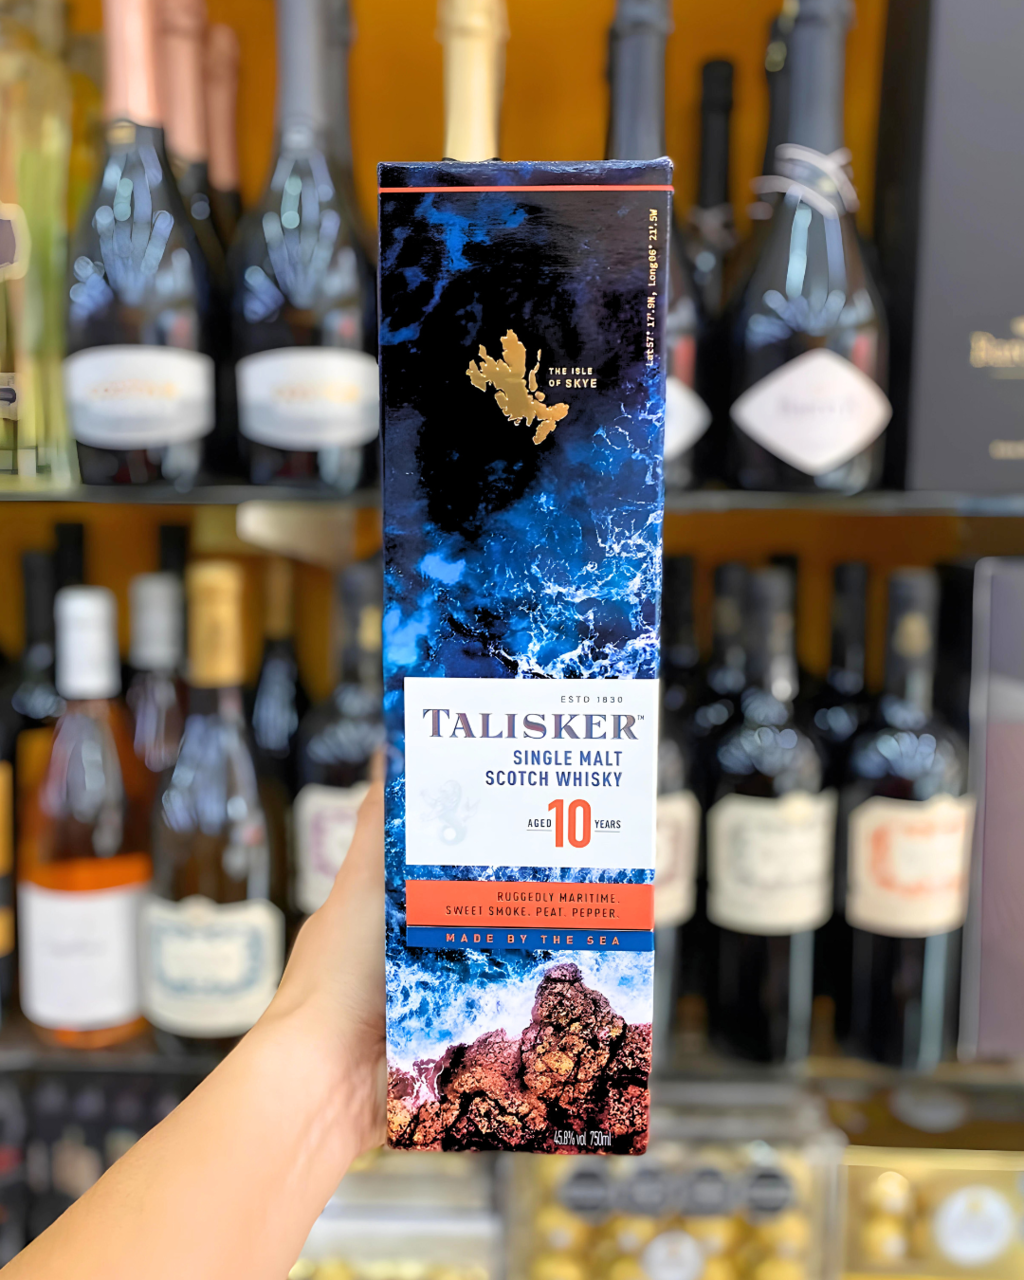 Lat57° 17'.9N, Long06° 21'.5W
THE ISLE
OF SKYE
ESTD 1830
TALISKER™
SINGLE MALT
SCOTCH WHISKY
AGED 10 YEARS
RUGGEDLY MARITIME.
SWEET SMOKE. PEAT. PEPPER.
MADE BY THE SEA
45.8% vol 750ml